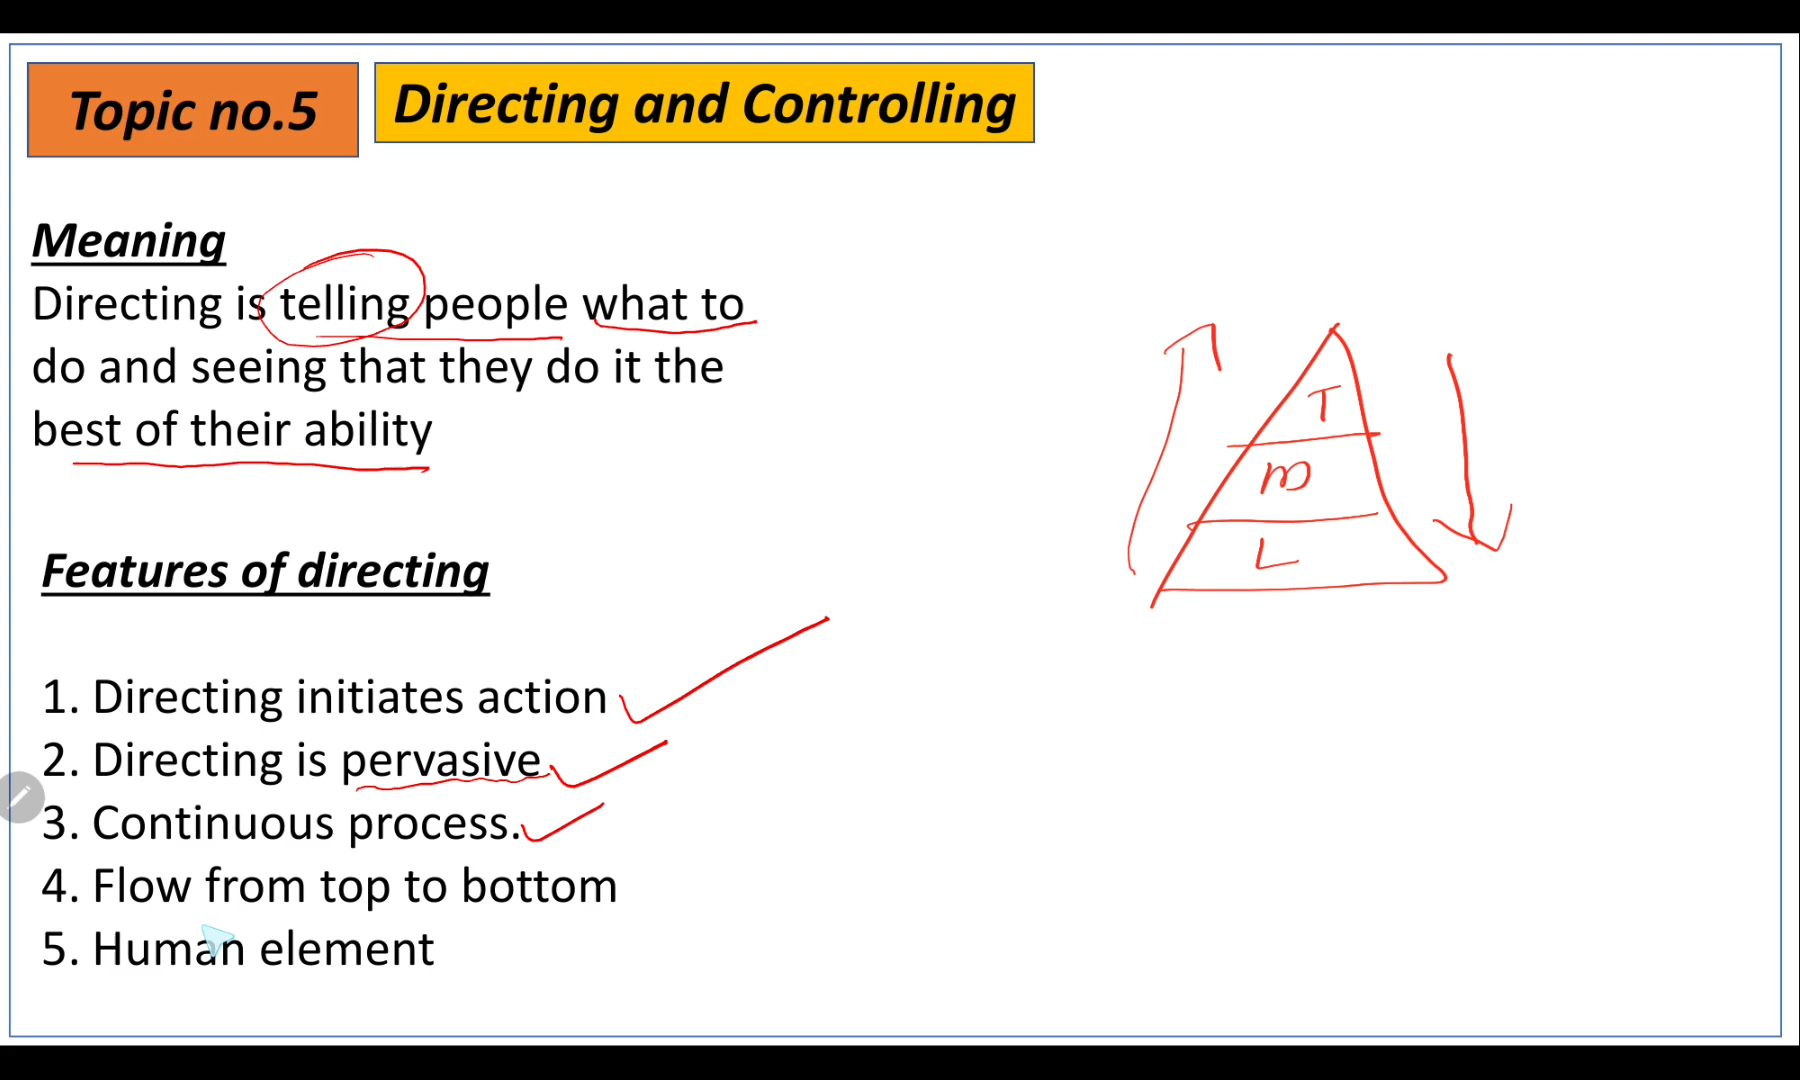 Topic no.5
Directing and Controlling
Meaning
Directing is telling people what to
do and seeing that they do it the
best of their ability
Features of directing
1. Directing initiates action
2. Directing is pervasive
3. Continuous process.
4. Flow from top to bottom
5. Human element
T
m
L